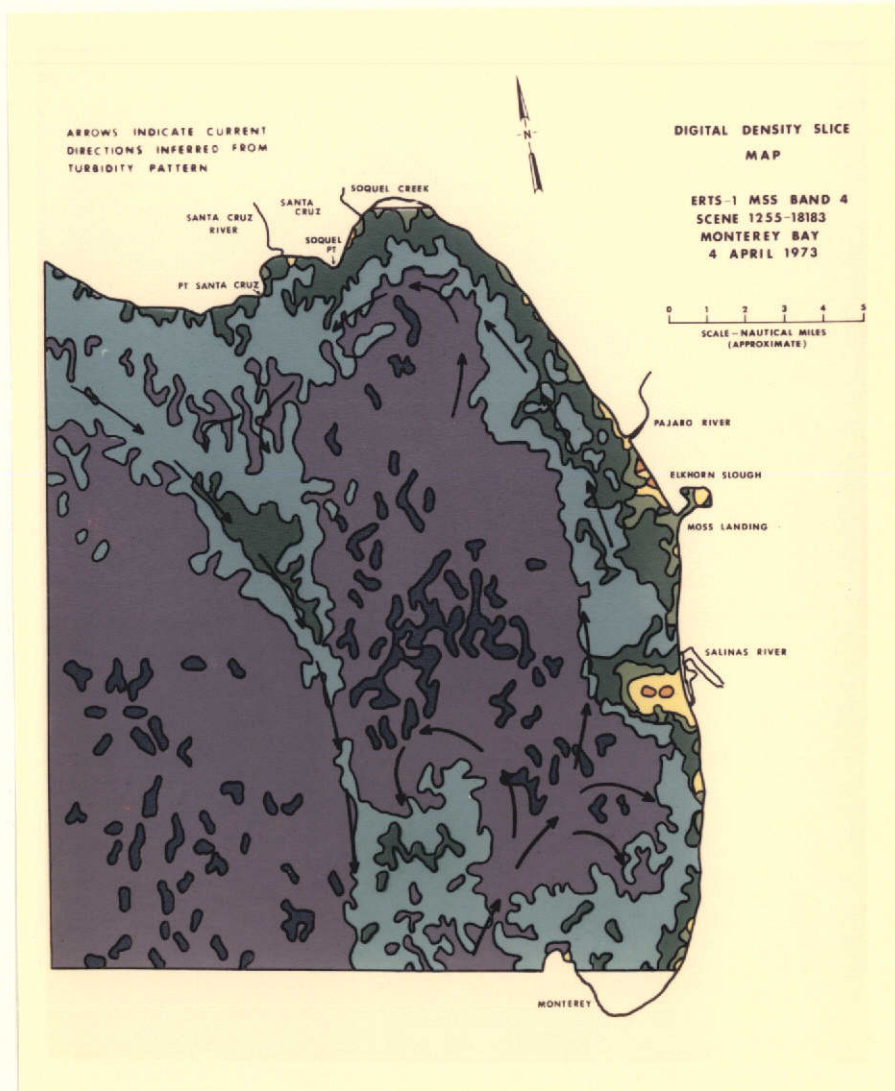 ARROWS INDICATE CURRENT
DIRECTIONS INFERRED FROM
TURBIDITY PATTERN
-N-
DIGITAL DENSITY SLICE
MAP
ERTS-1 MSS BAND 4
SCENE 1255-18183
MONTEREY BAY
4 APRIL 1973
0 1 2 3 4 5
SCALE-NAUTICAL MILES
(APPROXIMATE)
SOQUEL CREEK
SANTA
CRUZ
SANTA CRUZ
RIVER
SOQUEL
PT
PT SANTA CRUZ
PAJARO RIVER
ELKHORN SLOUGH
MOSS LANDING
SALINAS RIVER
MONTEREY